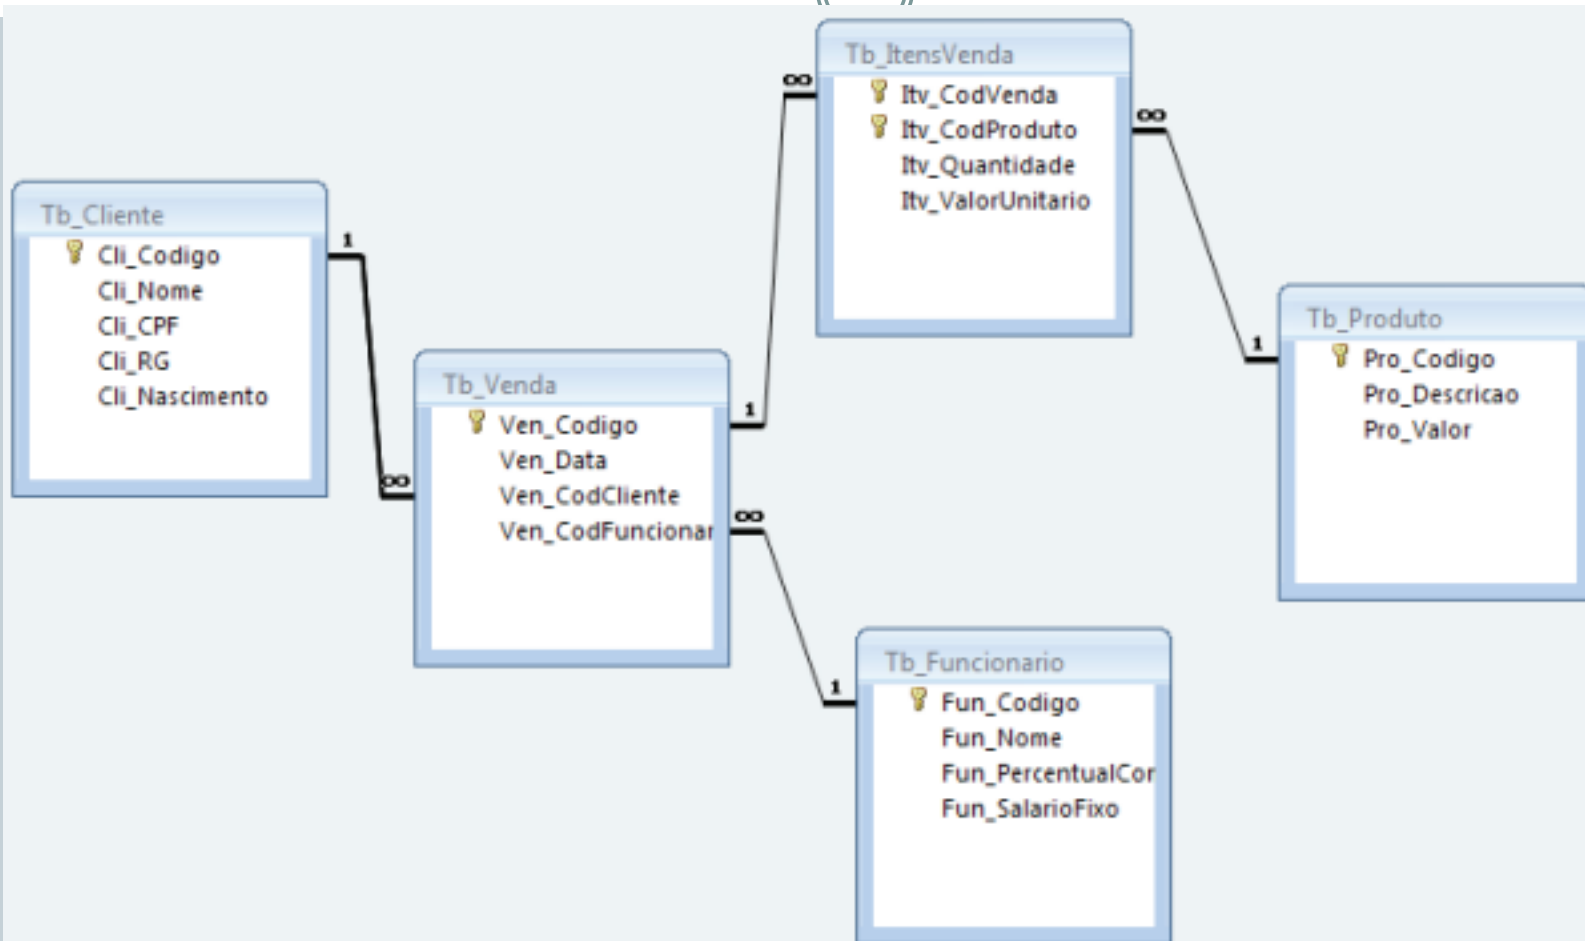 Tb_Cliente
Cli_Codigo
Cli_Nome
Cli_CPF
Cli_RG
Cli_Nascimento
1
∞
Tb_Venda
Ven_Codigo
Ven_Data
Ven_CodCliente
Ven_CodFuncionar
1
∞
∞
1
Tb_ItensVenda
Itv_CodVenda
Itv_CodProduto
Itv_Quantidade
Itv_ValorUnitario
∞
1
Tb_Produto
Pro_Codigo
Pro_Descricao
Pro_Valor
Tb_Funcionario
Fun_Codigo
Fun_Nome
Fun_PercentualCor
Fun_SalarioFixo